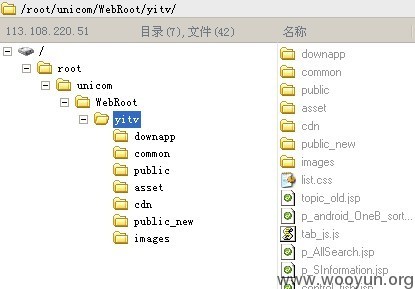 /root/unicom/WebRoot/yitv/
113.108.220.51 目录(7),文件(42) 名称
/
root
unicom
WebRoot
yitv
downapp
common
public
asset
cdn
public_new
images
downapp
common
public
asset
cdn
public_new
images
list.css
topic_old.jsp
p_android_OneB_sort
tab_js.js
p_AllSearch.jsp
p_SInformation.jsp
www.wooyun.org